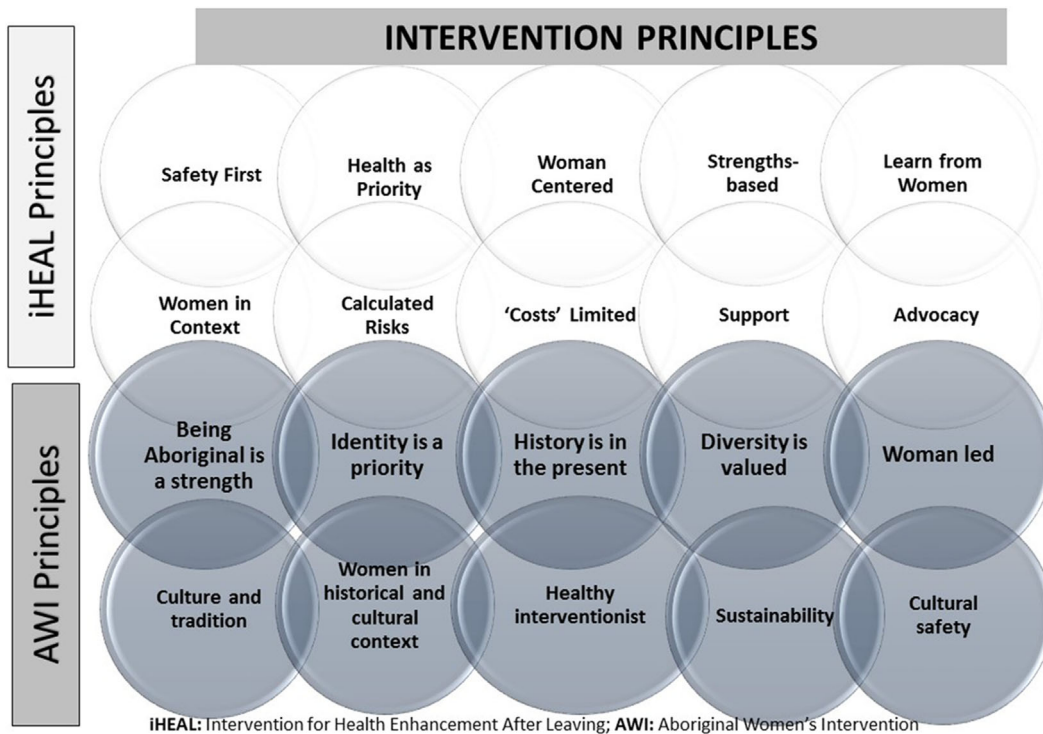 INTERVENTION PRINCIPLES
iHEAL Principles
Safety First
Health as
Priority
Woman
Centered
Strengths-
based
Learn from
Women
Women in
Context
Calculated
Risks
‘Costs’ Limited
Support
Advocacy
AWI Principles
Being
Aboriginal is
a strength
Identity is a
priority
History is in
the present
Diversity is
valued
Woman led
Culture and
tradition
Women in
historical and
cultural
context
Healthy
interventionist
Sustainability
Cultural
safety
iHEAL: Intervention for Health Enhancement After Leaving; AWI: Aboriginal Women’s Intervention